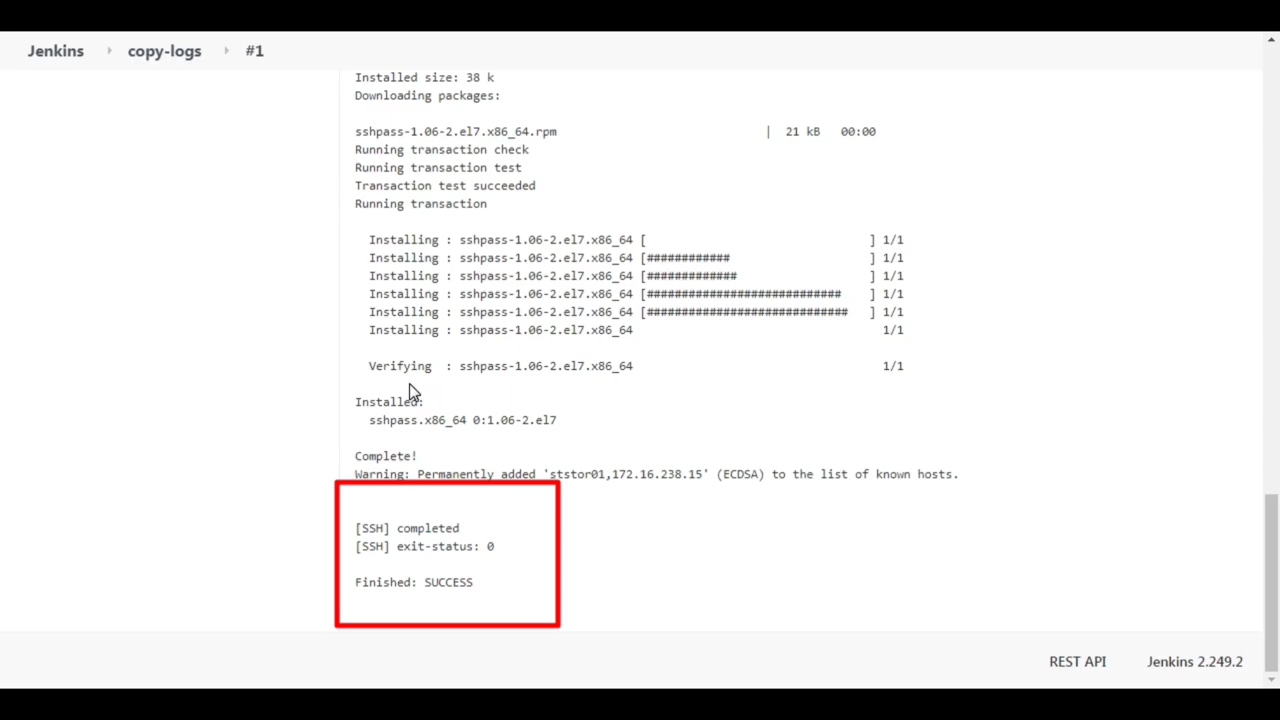 Jenkins copy-logs #1
Installed size: 38 k
Downloading packages:
sshpass-1.06-2.el7.x86_64.rpm | 21 kB 00:00
Running transaction check
Running transaction test
Transaction test succeeded
Running transaction
Installing : sshpass-1.06-2.el7.x86_64 [ ] 1/1
Installing : sshpass-1.06-2.el7.x86_64 [############ ] 1/1
Installing : sshpass-1.06-2.el7.x86_64 [############# ] 1/1
Installing : sshpass-1.06-2.el7.x86_64 [############################ ] 1/1
Installing : sshpass-1.06-2.el7.x86_64 [############################# ] 1/1
Installing : sshpass-1.06-2.el7.x86_64 1/1
Verifying : sshpass-1.06-2.el7.x86_64 1/1
Installed:
sshpass.x86_64 0:1.06-2.el7
Complete!
Warning: Permanently added 'ststor01,172.16.238.15' (ECDSA) to the list of known hosts.
[SSH] completed
[SSH] exit-status: 0
Finished: SUCCESS
REST API Jenkins 2.249.2